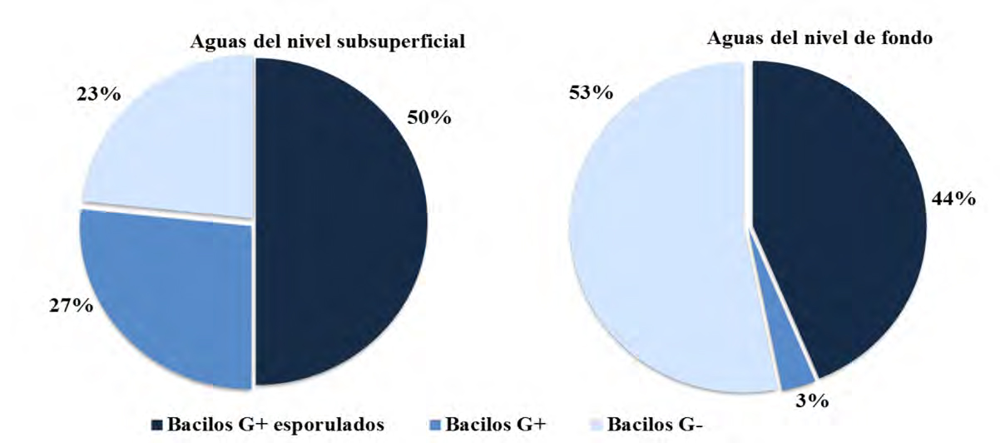 Aguas del nivel subsuperficial
23%
50%
27%
Aguas del nivel de fondo
53%
44%
3%
Bacilos G+ esporulados Bacilos G+ Bacilos G-